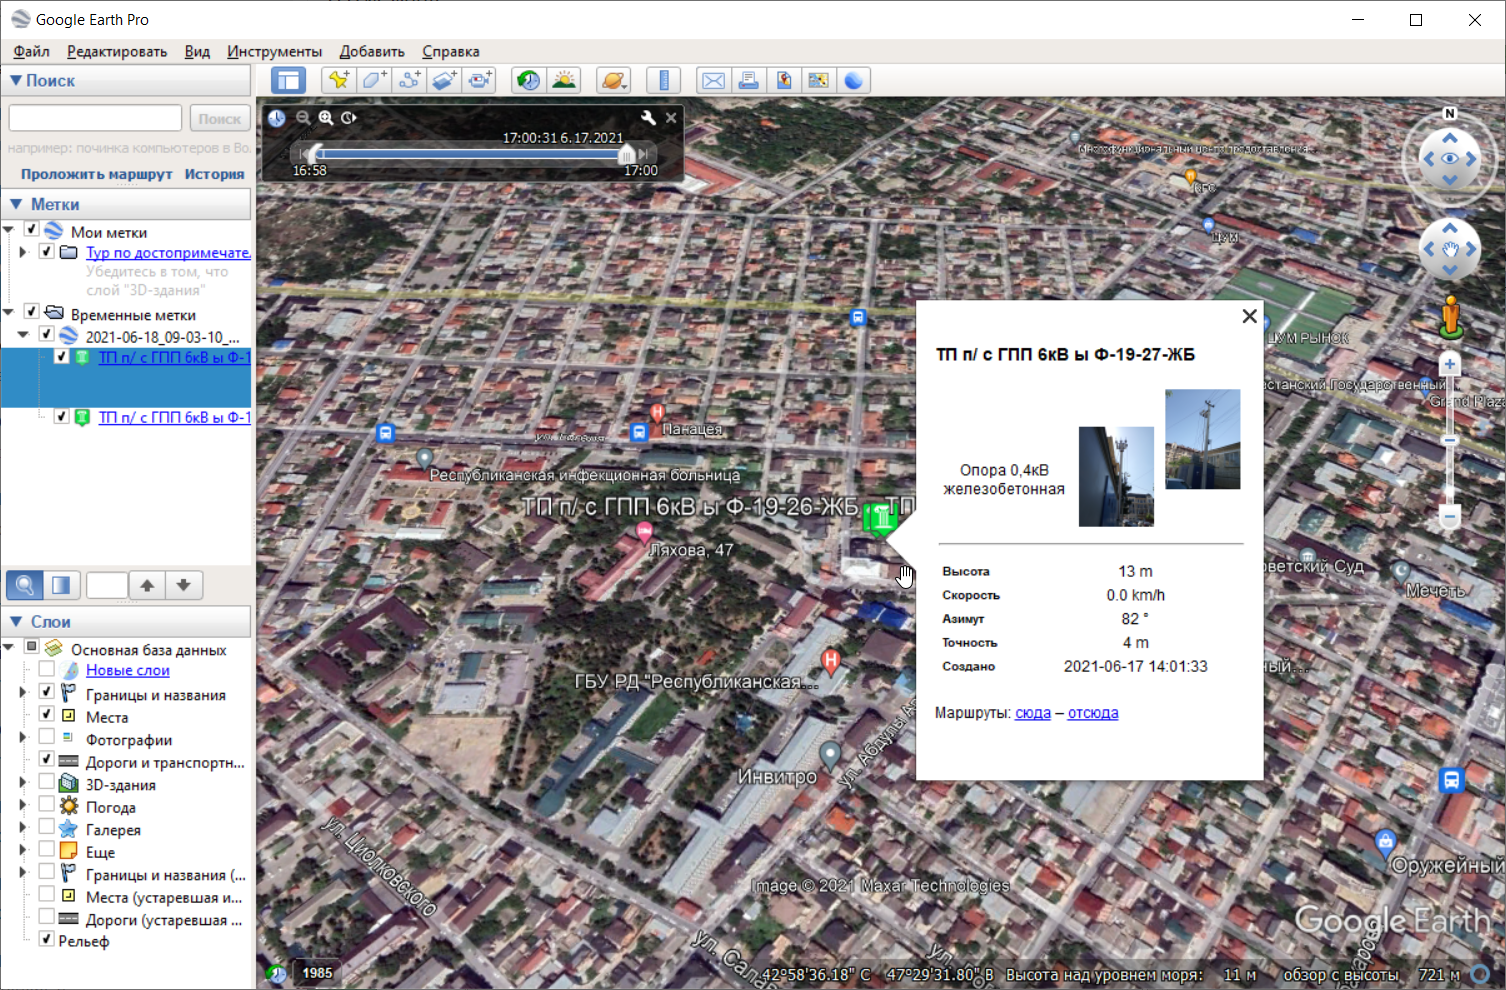 Google Earth Pro
Файл Редактировать Вид Инструменты Добавить Справка
Поиск
Поиск
например: починка компьютеров в Во.
Проложить маршрут История
Метки
Мои метки
Тур по достопримечате.
Убедитесь в том, что
слой "3D-здания"
Временные метки
2021-06-18_09-03-10_...
ТП п/ с ГПП 6кВ ы Ф-1
ТП п/ с ГПП 6кВ ы Ф-1
Слои
Основная база данных
Новые слои
Границы и названия
Места
Фотографии
Дороги и транспортн...
3D-здания
Погода
Галерея
Еще
Границы и названия (...
Места (устаревшая и...
Дороги (устаревшая ...
Рельеф
17:00:31 6.17.2021
16:58 17:00
N
Многофункциональный центр предоставления...
KFC
ЦУМ
ЦУМ РЫНОК
естанский Государственный
Grand Plaza
Панацея
Республиканская инфекционная больница
ТП п/ с ГПП 6кВ ы Ф-19-26-ЖБ
ТП
Ляхова, 47
ГБУ РД "Республиканская...
Инвитро
ул. Абдулы А
ул. Циолковского
оветский Суд
Мечеть
ный...
Оружейный
ТП п/ с ГПП 6кВ ы Ф-19-27-ЖБ
Опора 0,4кВ
железобетонная
Высота 13 m
Скорость 0.0 km/h
Азимут 82 °
Точность 4 m
Создано 2021-06-17 14:01:33
Маршруты: сюда – отсюда
Image © 2021 Maxar Technologies
Google Earth
1985
42°58'36.18" С 47°29'31.80" В Высота над уровнем моря: 11 м обзор с высоты 721 м